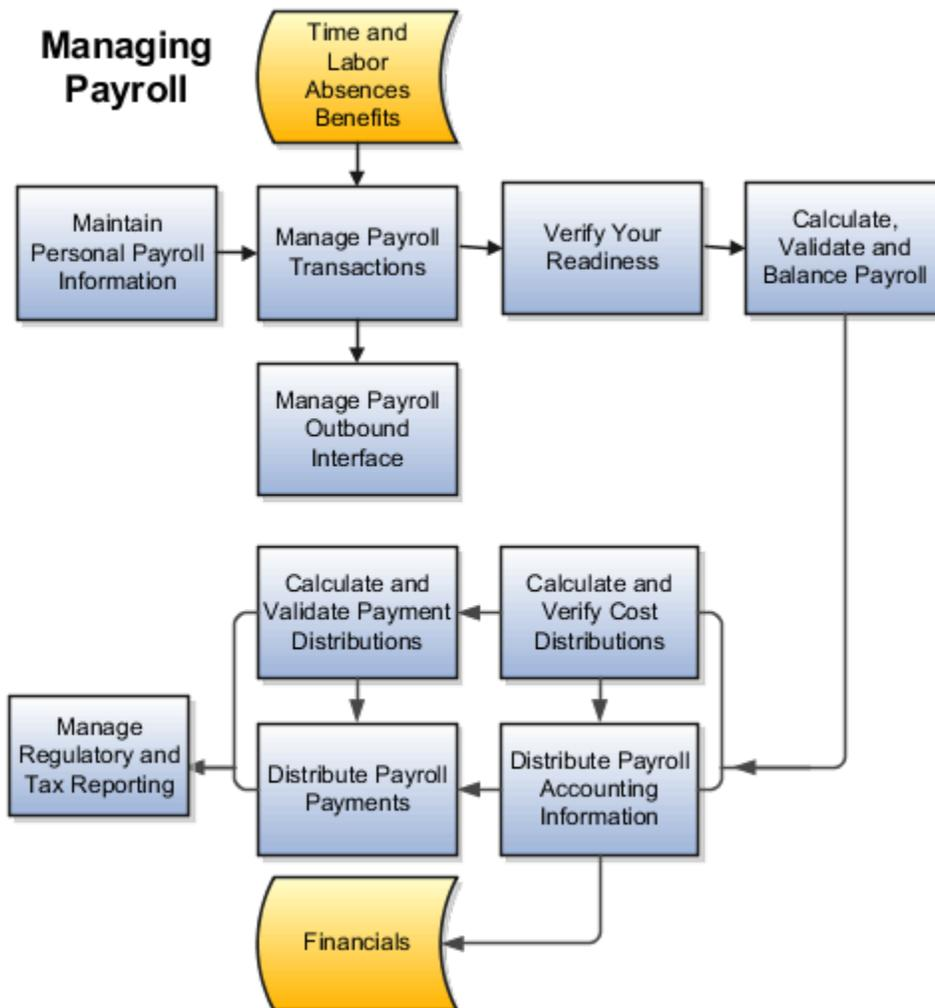 Managing
Payroll
Time and
Labor
Absences
Benefits
Maintain
Personal Payroll
Information
Manage Payroll
Transactions
Verify Your
Readiness
Calculate,
Validate and
Balance Payroll
Manage Payroll
Outbound
Interface
Calculate and
Validate Payment
Distributions
Calculate and
Verify Cost
Distributions
Manage
Regulatory and
Tax Reporting
Distribute Payroll
Payments
Distribute Payroll
Accounting
Information
Financials